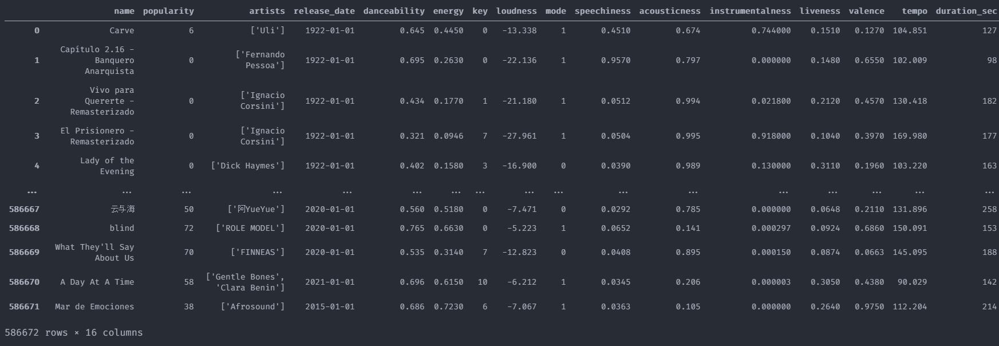 name popularity artists release_date danceability energy key loudness mode speechiness acousticness instrumentalness liveness valence tempo duration_sec
0 Carve 6 ['Uli'] 1922-01-01 0.645 0.4450 0 -13.338 1 0.4510 0.674 0.744000 0.1510 0.1270 104.851 127
Capítulo 2.16 -
Banquero
Anarquista
['Fernando
Pessoa']
1 0 1922-01-01 0.695 0.2630 0 -22.136 1 0.9570 0.797 0.000000 0.1480 0.6550 102.009 98
Vivo para
Quererte -
Remasterizado
['Ignacio
Corsini']
2 0 1922-01-01 0.434 0.1770 1 -21.180 1 0.0512 0.994 0.021800 0.2120 0.4570 130.418 182
El Prisionero -
Remasterizado
['Ignacio
Corsini']
3 0 1922-01-01 0.321 0.0946 7 -27.961 1 0.0504 0.995 0.918000 0.1040 0.3970 169.980 177
Lady of the
Evening
4 0 ['Dick Haymes'] 1922-01-01 0.402 0.1580 3 -16.900 0 0.0390 0.989 0.130000 0.3110 0.1960 103.220 163
... ... ... ... ... ... ... ... ... ... ... ... ... ... ... ... ...
586667 云与海 50 ['阿YueYue'] 2020-01-01 0.560 0.5180 0 -7.471 0 0.0292 0.785 0.000000 0.0648 0.2110 131.896 258
586668 blind 72 ['ROLE MODEL'] 2020-01-01 0.765 0.6630 0 -5.223 1 0.0652 0.141 0.000297 0.0924 0.6860 150.091 153
What They'll Say
About Us
586669 70 ['FINNEAS'] 2020-01-01 0.535 0.3140 7 -12.823 0 0.0408 0.895 0.000150 0.0874 0.0663 145.095 188
['Gentle Bones',
'Clara Benin']
586670 A Day At A Time 58 2021-01-01 0.696 0.6150 10 -6.212 1 0.0345 0.206 0.000003 0.3050 0.4380 90.029 142
586671 Mar de Emociones 38 ['Afrosound'] 2015-01-01 0.686 0.7230 6 -7.067 1 0.0363 0.105 0.000000 0.2640 0.9750 112.204 214
586672 rows × 16 columns